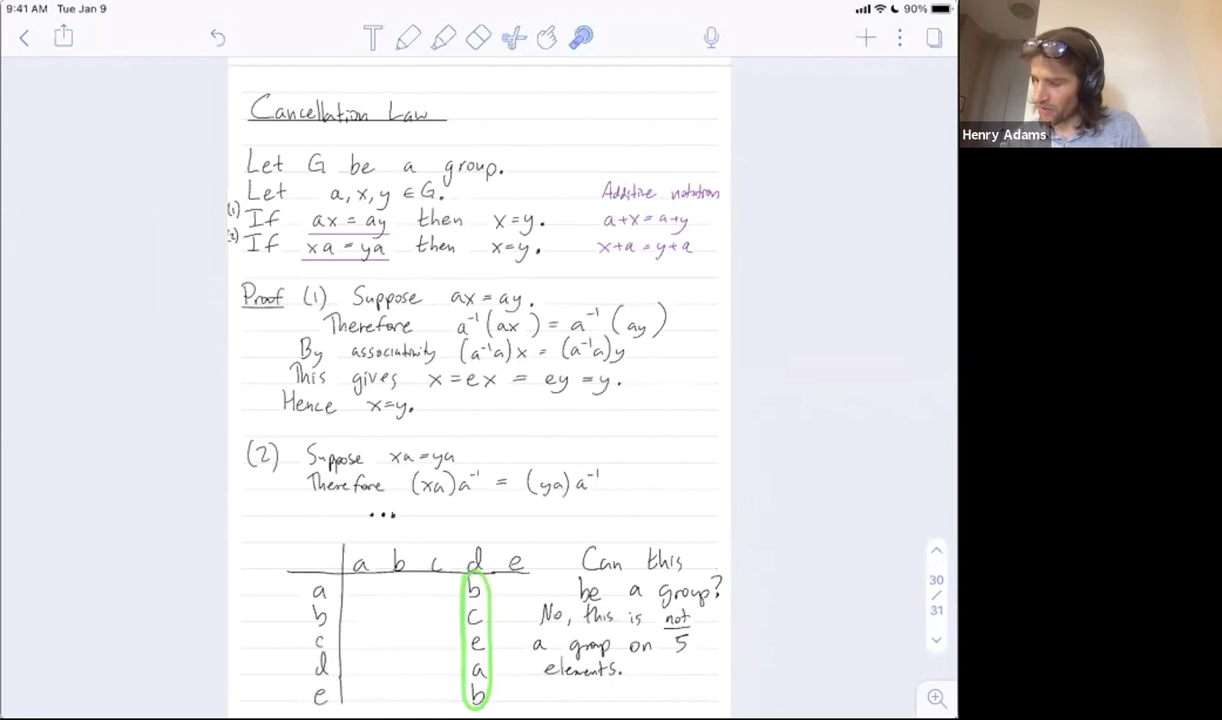 9:41 AM Tue Jan 9
90%
Henry Adams
Cancellation Law
Let G be a group.
Let a, x, y ∈ G.
Additive notation
(1) If ax = ay then x=y.
a+x = a+y
(2) If xa = ya then x=y.
x+a = y+a
Proof (1) Suppose ax = ay.
Therefore a⁻¹(ax) = a⁻¹(ay)
By associativity (a⁻¹a)x = (a⁻¹a)y
This gives x = ex = ey = y.
Hence x=y.
(2) Suppose xa = ya
Therefore (xa)a⁻¹ = (ya)a⁻¹
...
a b c d e
a b
b c
c e
d a
e b
Can this
be a group?
No, this is not
a group on 5
elements.
30
/
31